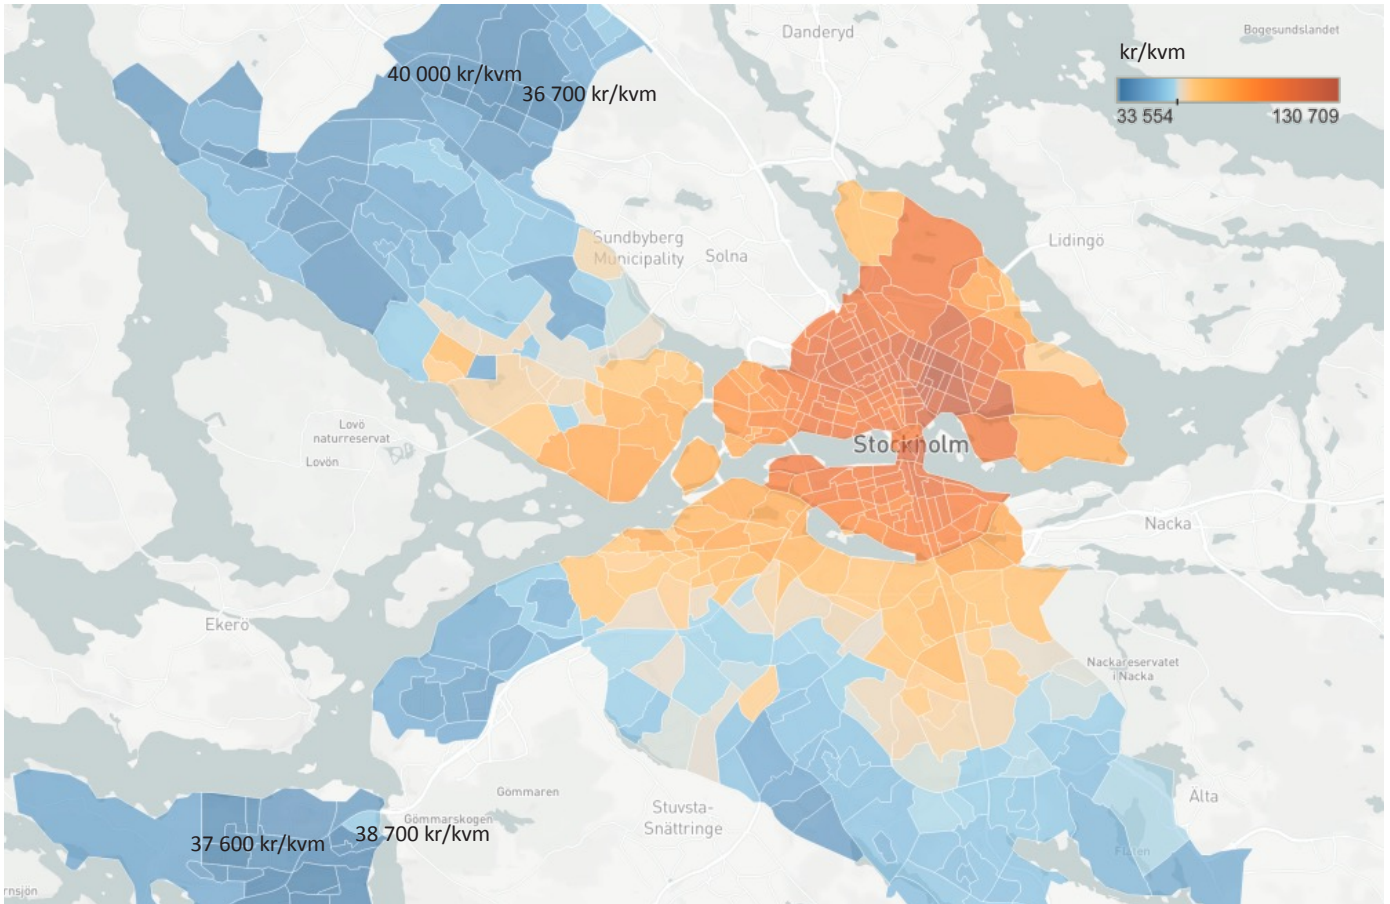 Danderyd
Bogesundslandet
kr/kvm
40 000 kr/kvm
36 700 kr/kvm
33 554
130 709
Sundbyberg
Municipality
Solna
Lidingö
Lovö
naturreservat
Lovön
Stockholm
Nacka
Ekerö
Nackareservatet
i Nacka
Gömmaren
Älta
Stuvsta-
Snättringe
Gömmarskogen
37 600 kr/kvm
38 700 kr/kvm
Flaten
rnsjön